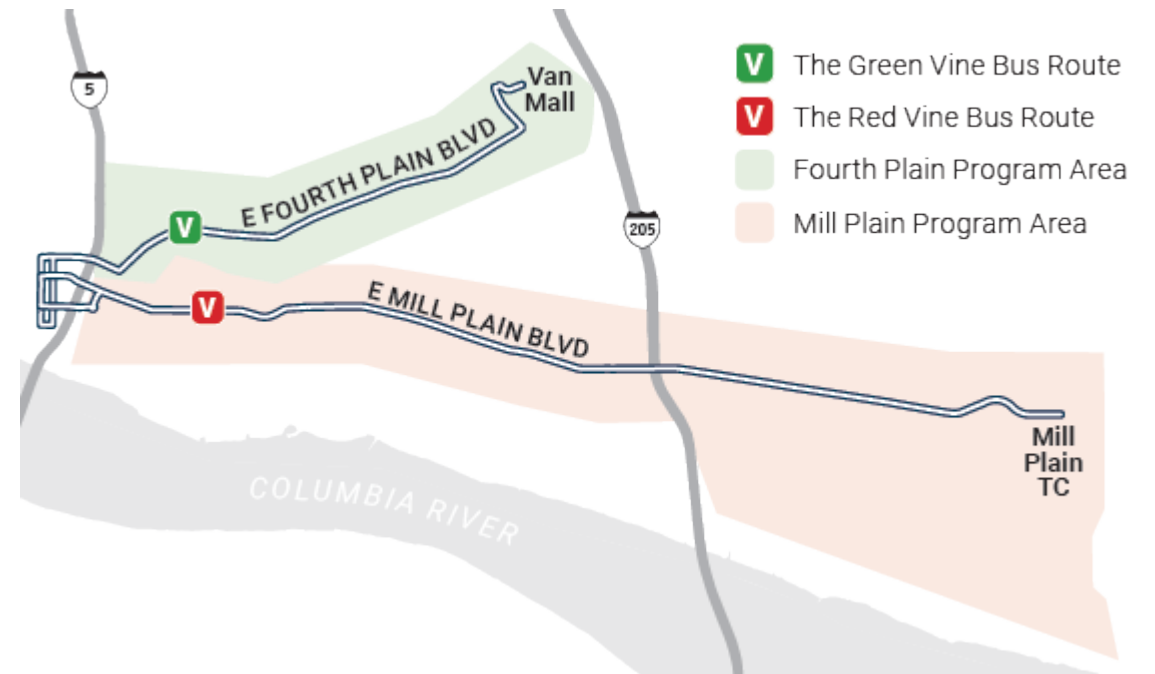 5
Van
Mall
E FOURTH PLAIN BLVD
V
V
E MILL PLAIN BLVD
205
Mill
Plain
TC
COLUMBIA RIVER
V The Green Vine Bus Route
V The Red Vine Bus Route
Fourth Plain Program Area
Mill Plain Program Area